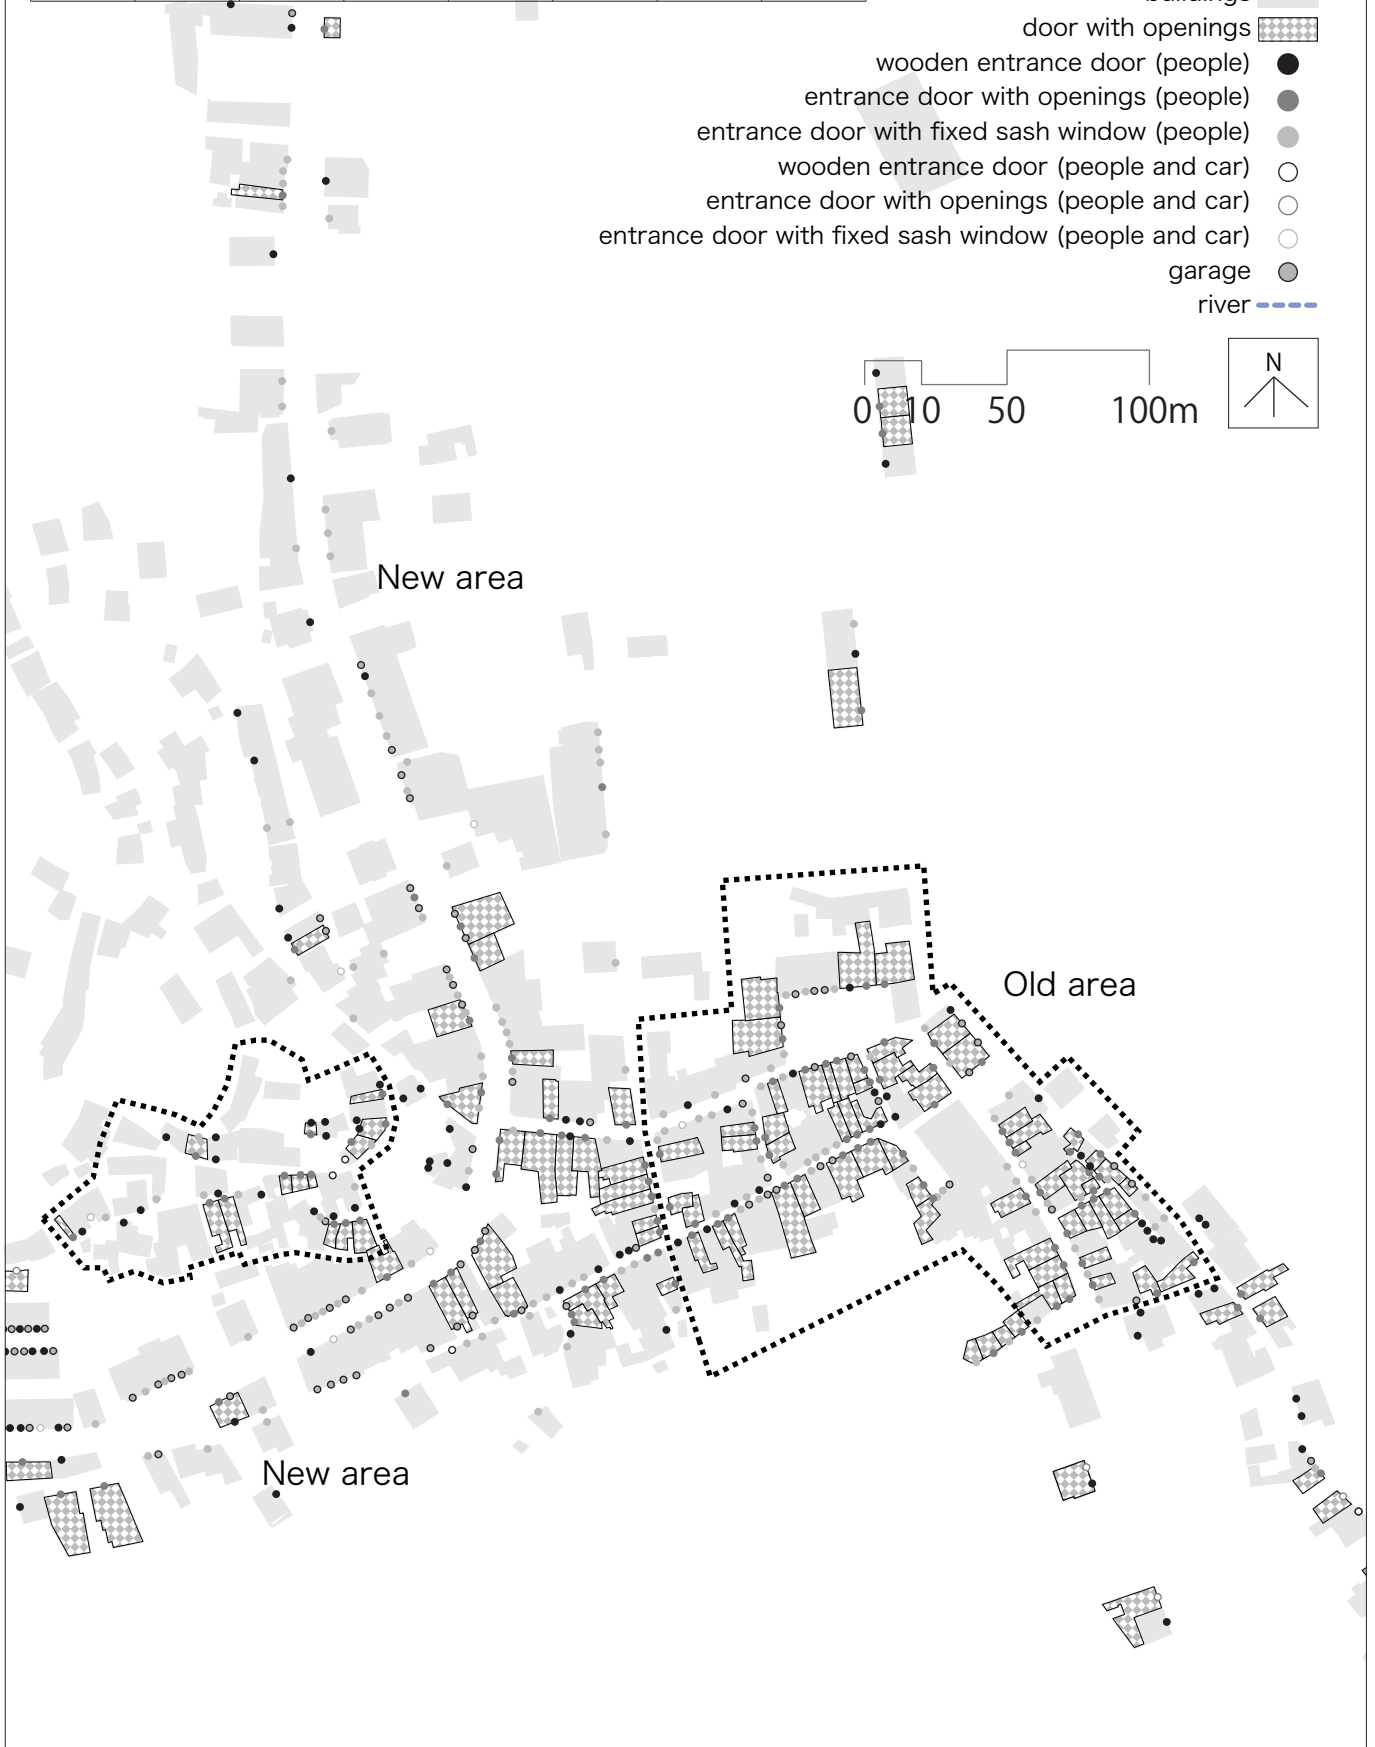 door with openings
wooden entrance door (people)
entrance door with openings (people)
entrance door with fixed sash window (people)
wooden entrance door (people and car)
entrance door with openings (people and car)
entrance door with fixed sash window (people and car)
garage
river
N
0 10 50 100m
New area
Old area
New area